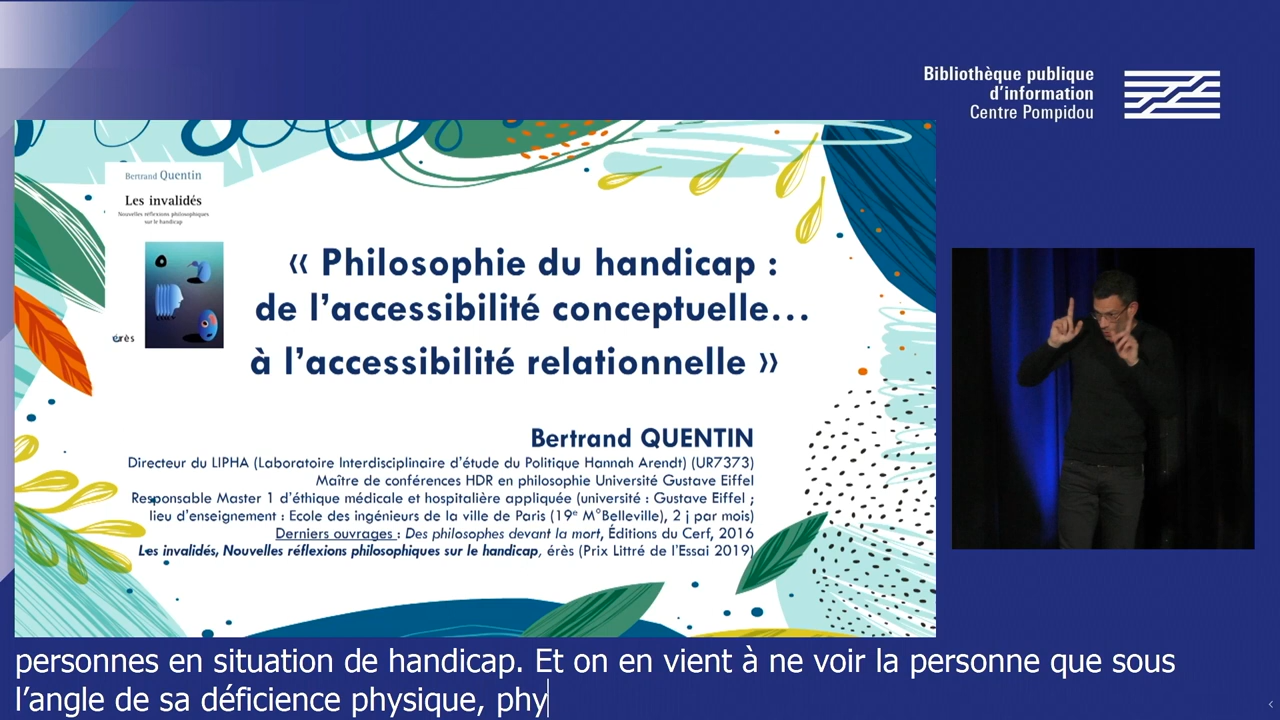 Bibliothèque publique
d’information
Centre Pompidou
Bertrand Quentin
Les invalidés
Nouvelles réflexions philosophiques
sur le handicap
érès
« Philosophie du handicap :
de l’accessibilité conceptuelle…
à l’accessibilité relationnelle »
Bertrand QUENTIN
Directeur du LIPHA (Laboratoire Interdisciplinaire d’étude du Politique Hannah Arendt) (UR7373)
Maître de conférences HDR en philosophie Université Gustave Eiffel
Responsable Master 1 d’éthique médicale et hospitalière appliquée (université : Gustave Eiffel ;
lieu d’enseignement : Ecole des ingénieurs de la ville de Paris (19e M°Belleville), 2 j par mois)
Derniers ouvrages : Des philosophes devant la mort, Éditions du Cerf, 2016
Les invalidés, Nouvelles réflexions philosophiques sur le handicap, érès (Prix Littré de l’Essai 2019)
personnes en situation de handicap. Et on en vient à ne voir la personne que sous
l’angle de sa déficience physique, phy